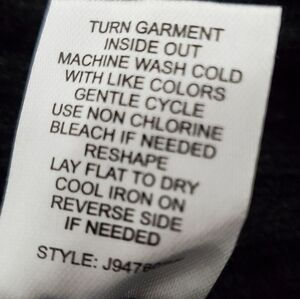 TURN GARMENT
INSIDE OUT
MACHINE WASH COLD
WITH LIKE COLORS
GENTLE CYCLE
USE NON CHLORINE
BLEACH IF NEEDED
RESHAPE
LAY FLAT TO DRY
COOL IRON ON
REVERSE SIDE
IF NEEDED
STYLE: